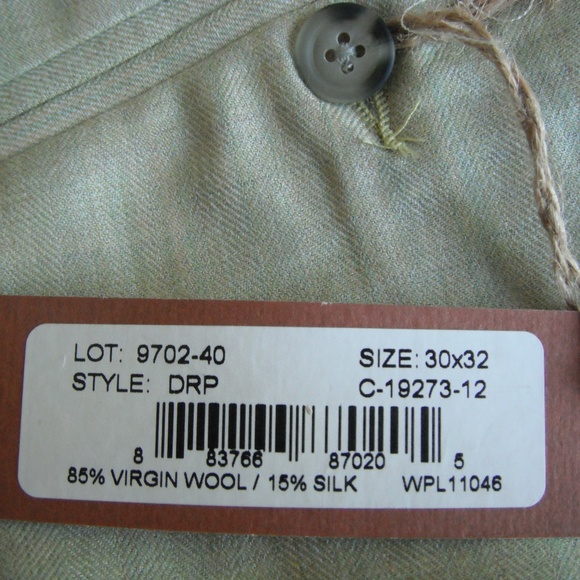 LOT: 9702-40 SIZE: 30x32
STYLE: DRP C-19273-12
8 83766 87020 5
85% VIRGIN WOOL / 15% SILK WPL11046